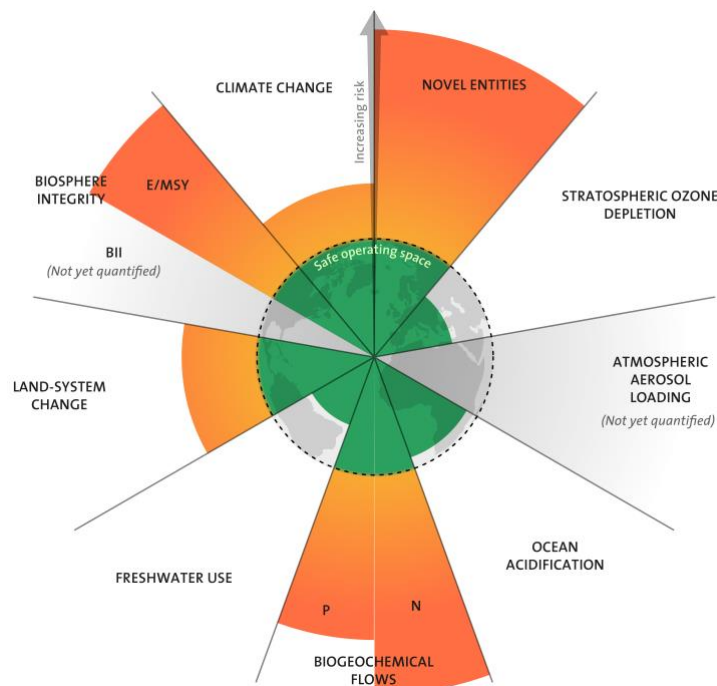 CLIMATE CHANGE
Increasing risk
NOVEL ENTITIES
BIOSPHERE
INTEGRITY
E/MSY
STRATOSPHERIC OZONE
DEPLETION
BII
(Not yet quantified)
Safe operating space
LAND-SYSTEM
CHANGE
ATMOSPHERIC
AEROSOL
LOADING
(Not yet quantified)
FRESHWATER USE
OCEAN
ACIDIFICATION
P
N
BIOGEOCHEMICAL
FLOWS